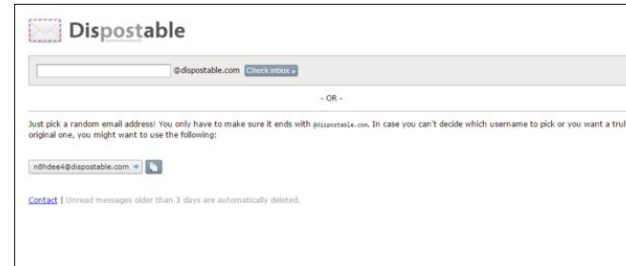 Dispostable
@dispostable.com Check inbox »
- OR -
Just pick a random email address! You only have to make sure it ends with @dispostable.com. In case you can't decide which username to pick or you want a trul
original one, you might want to use the following:
n8hdee4@dispostable.com
Contact | Unread messages older than 3 days are automatically deleted.